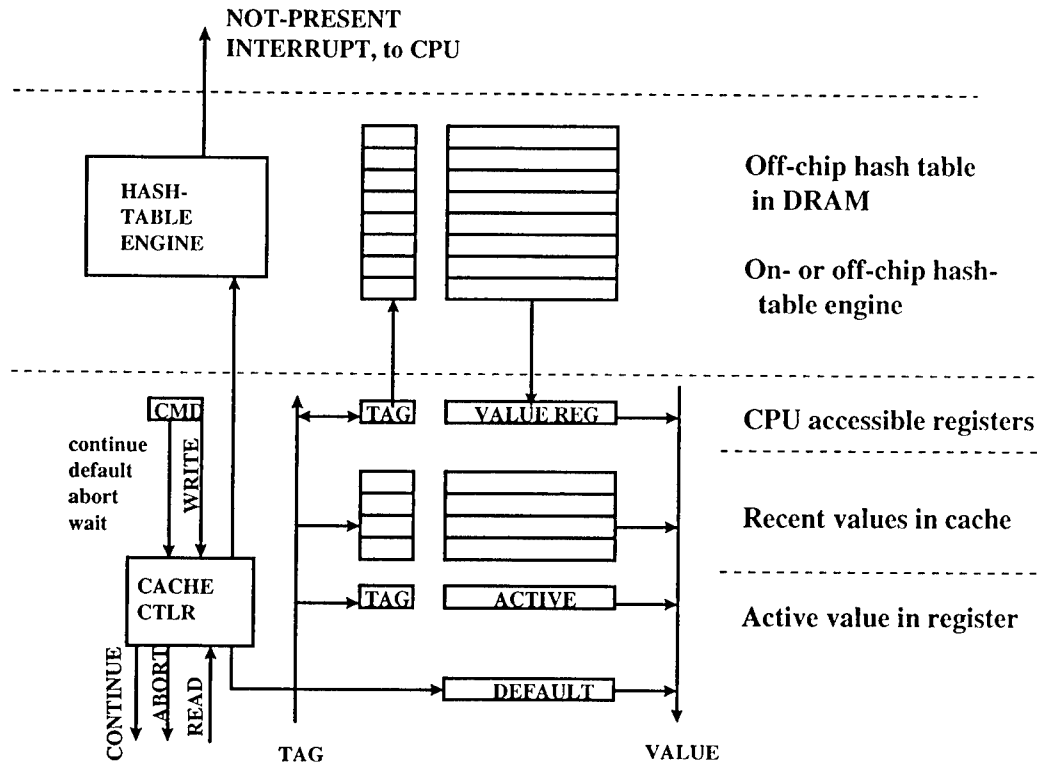 NOT-PRESENT
INTERRUPT, to CPU
HASH-
TABLE
ENGINE
Off-chip hash table
in DRAM
On- or off-chip hash-
table engine
CMD
TAG
VALUE REG
CPU accessible registers
continue
default
abort
wait
WRITE
Recent values in cache
CACHE
CTLR
TAG
ACTIVE
Active value in register
CONTINUE
ABORT
READ
DEFAULT
TAG
VALUE